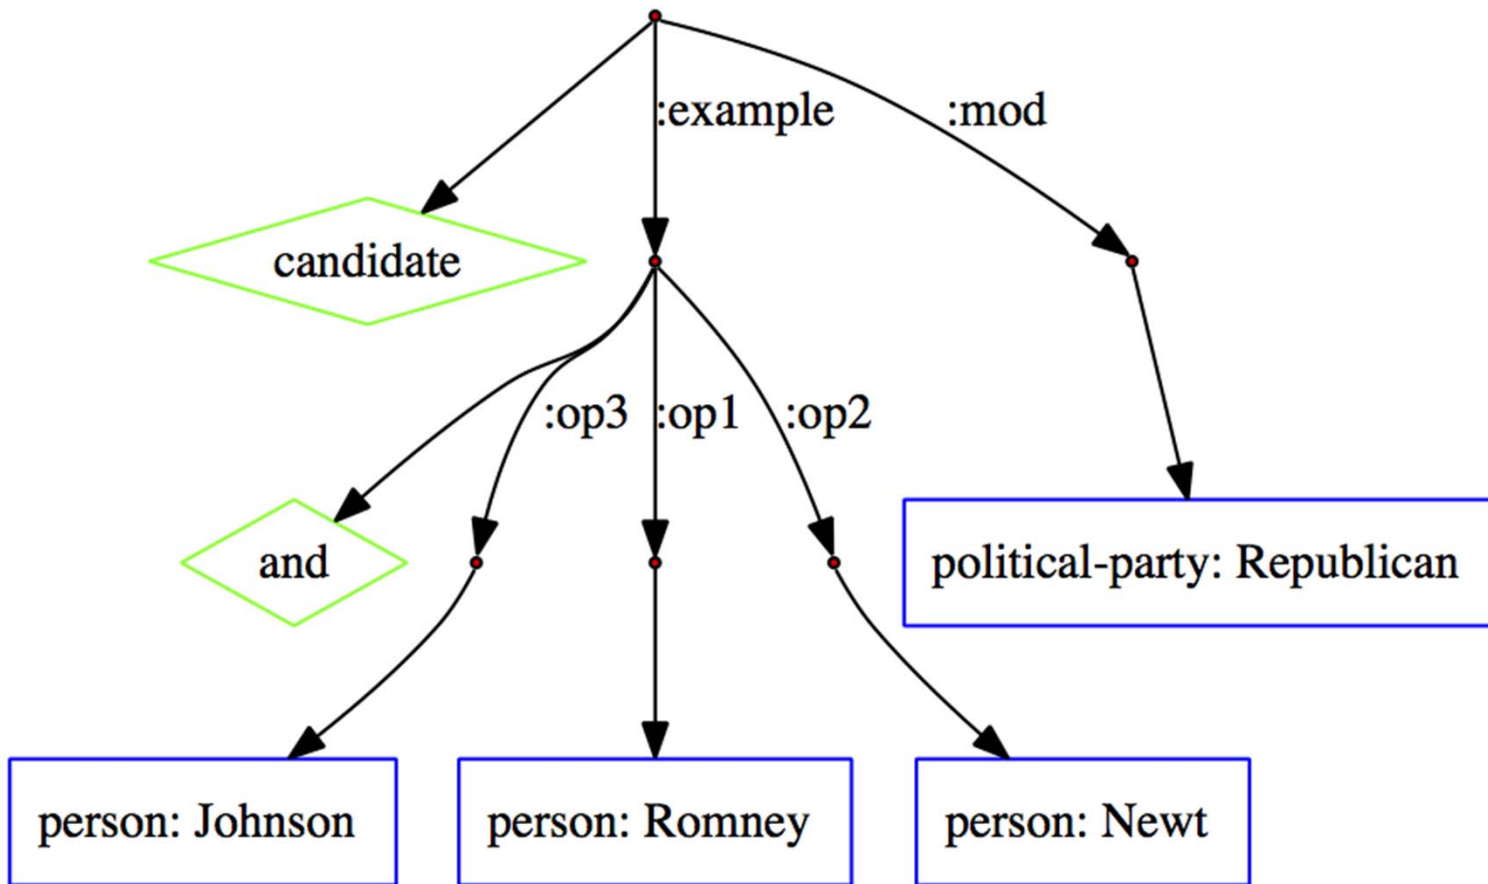 :example
:mod
candidate
:op3
:op1
:op2
and
political-party: Republican
person: Johnson
person: Romney
person: Newt